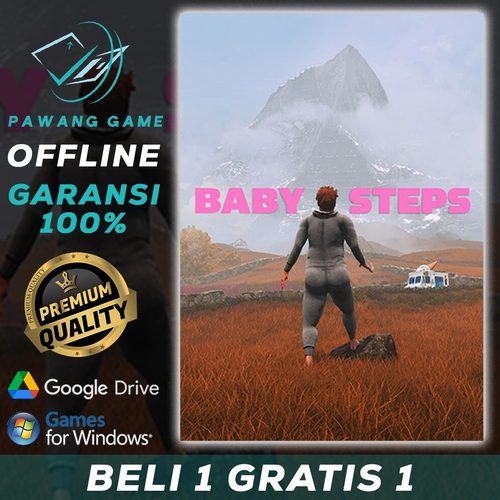 PAWANG GAME
OFFLINE
GARANSI
100%
PREMIUM
QUALITY
Google Drive
Games
for Windows
BABY STEPS
BELI 1 GRATIS 1